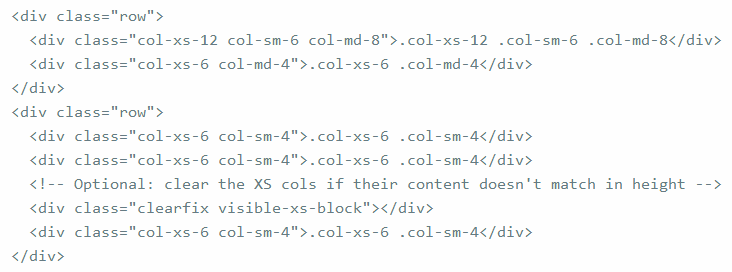 <div class="row">
<div class="col-xs-12 col-sm-6 col-md-8">.col-xs-12 .col-sm-6 .col-md-8</div>
<div class="col-xs-6 col-md-4">.col-xs-6 .col-md-4</div>
</div>
<div class="row">
<div class="col-xs-6 col-sm-4">.col-xs-6 .col-sm-4</div>
<div class="col-xs-6 col-sm-4">.col-xs-6 .col-sm-4</div>
<!-- Optional: clear the XS cols if their content doesn't match in height -->
<div class="clearfix visible-xs-block"></div>
<div class="col-xs-6 col-sm-4">.col-xs-6 .col-sm-4</div>
</div>